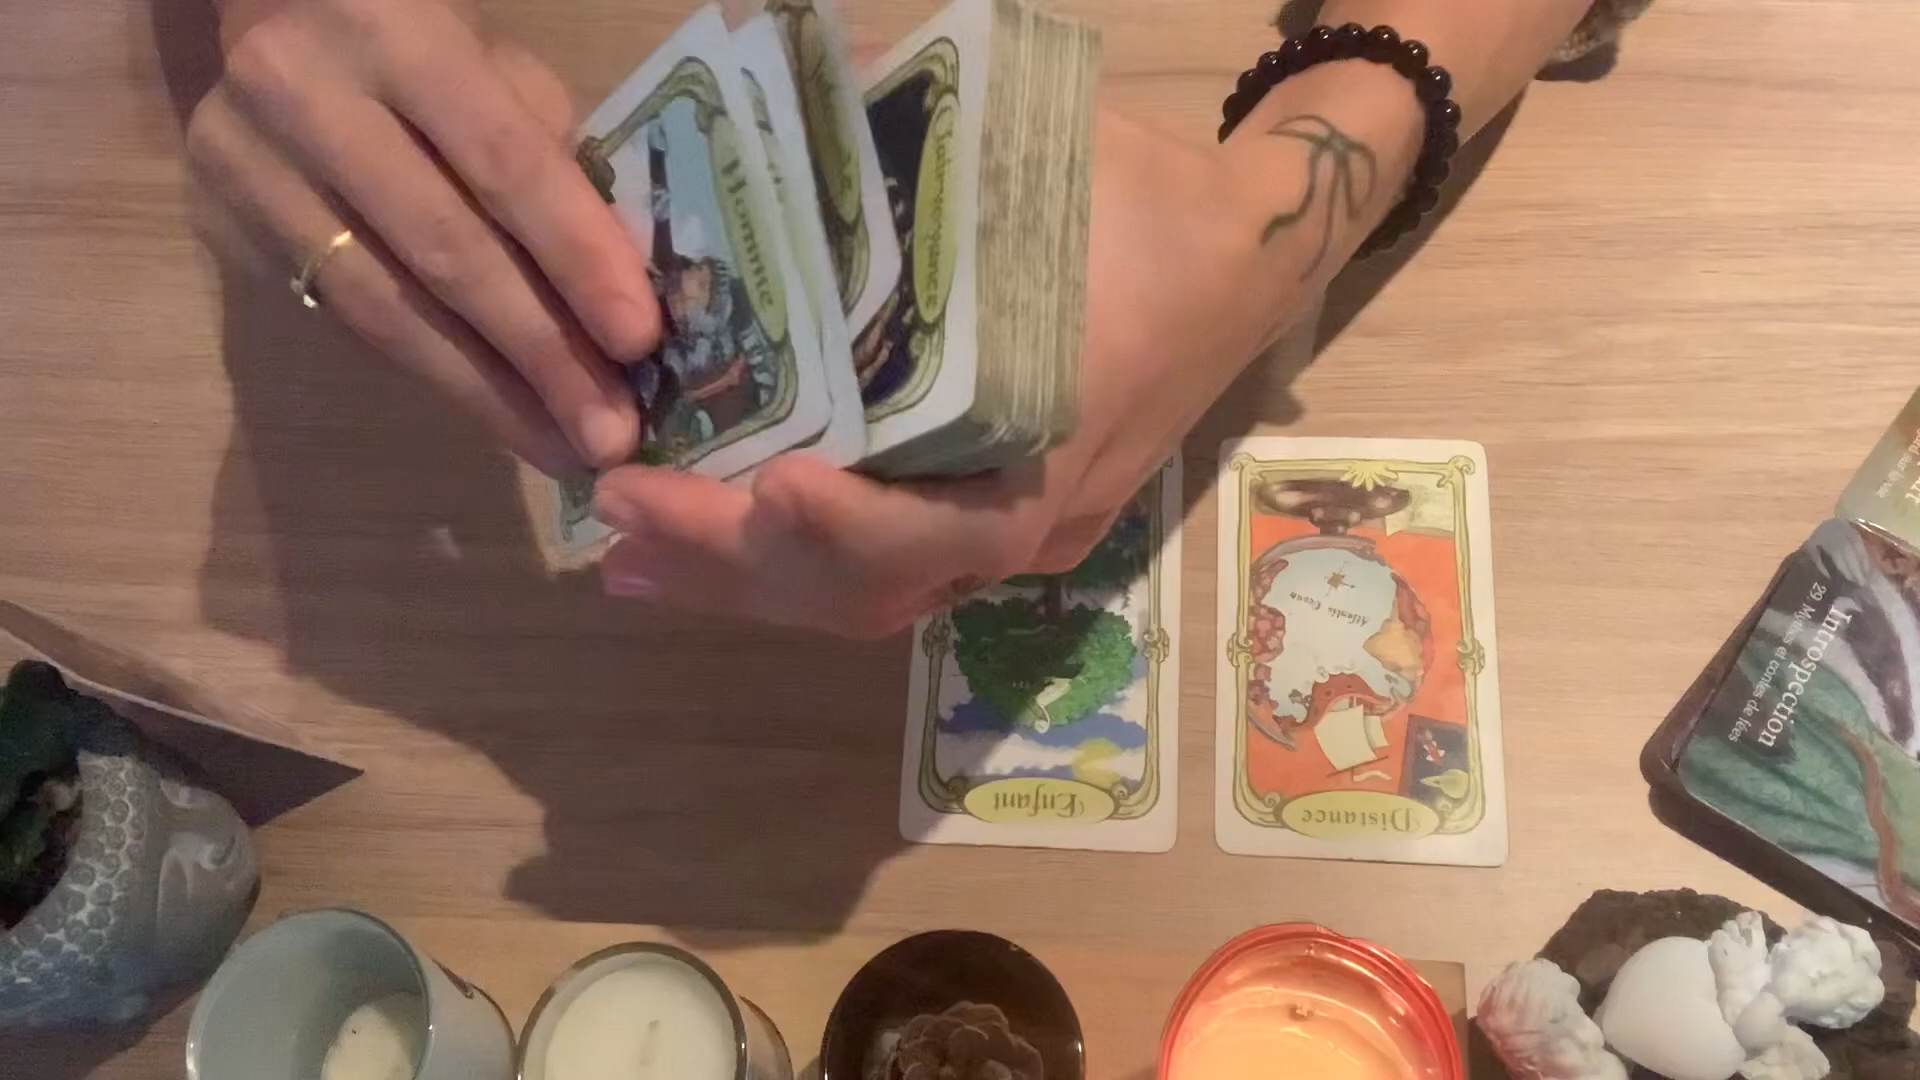 Homme
Clairvoyance
Atlantic Ocean
Enfant
Distance
29. Mythes et contes de fées
Introspection